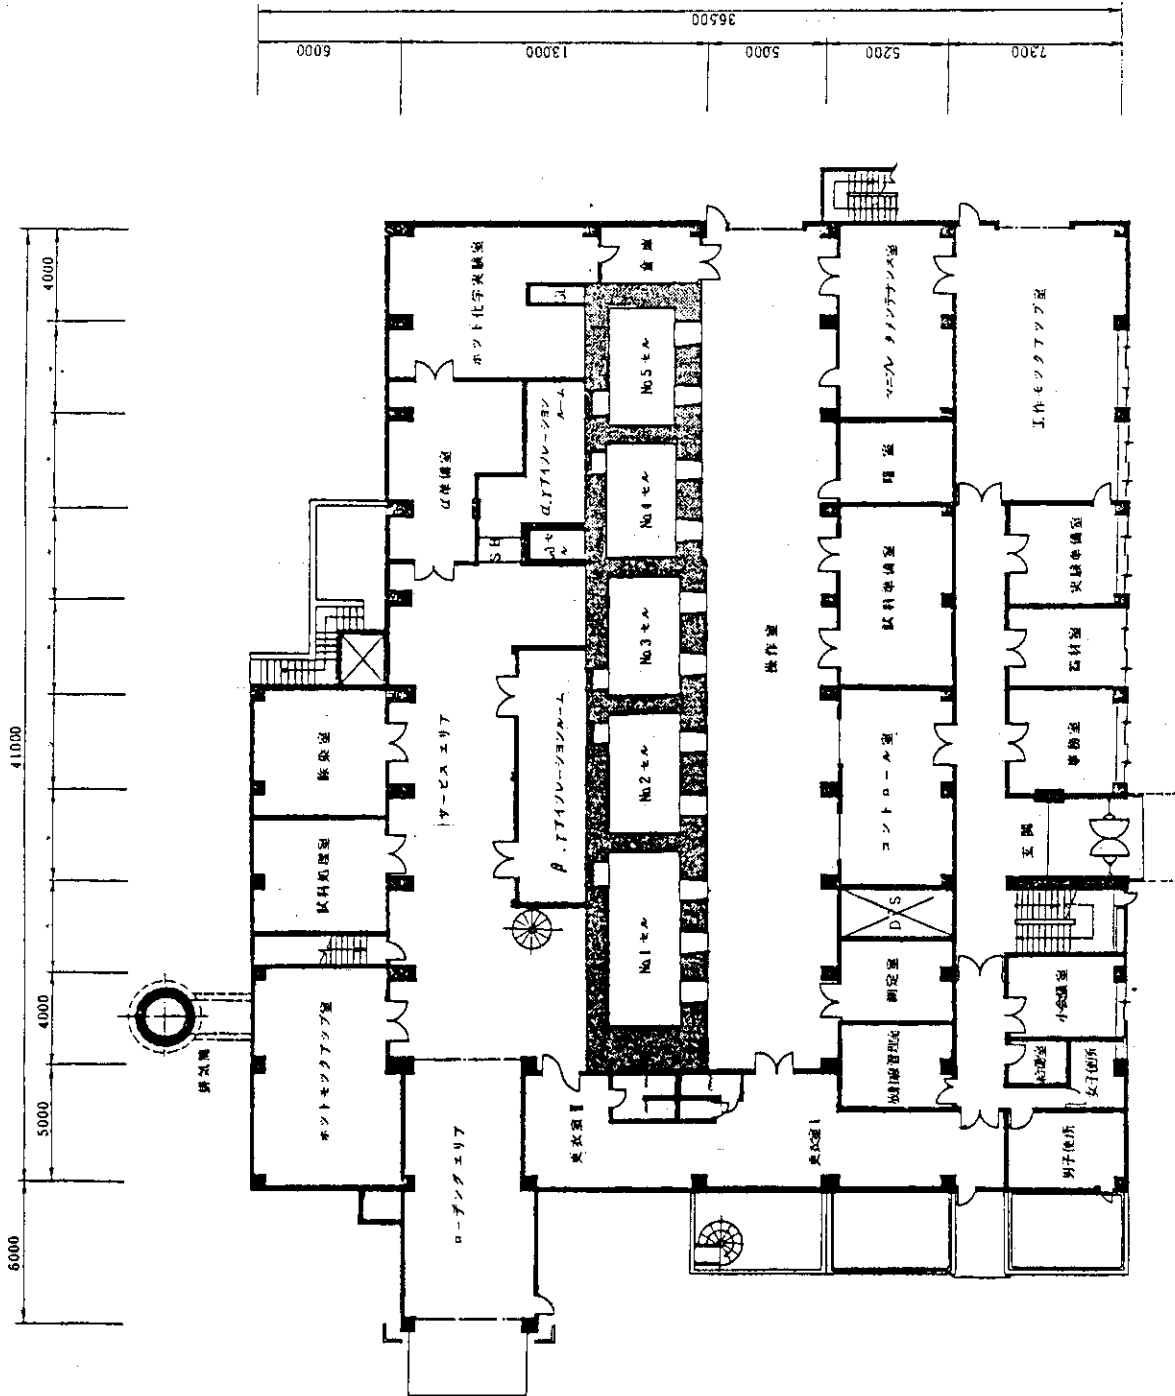 36500
6000
13000
5000
5200
7300
41000
4000
4000
5000
6000
ホット化学実験室
倉庫
α準備室
α.γアイソレーション
ルーム
No.5 セル
No.4 セル
No.3 セル
No.2 セル
No.1 セル
マニプレータメンテナンス室
工作モックアップ室
暗室
試料準備室
実験準備室
操作室
コントロール室
事務室
玄関
除染室
サービスエリア
β.γアイソレーションルーム
試料処理室
測定室
小会議室
排気筒
ホットモックアップ室
放射線管理室
女子便所
男子便所
更衣室Ⅱ
更衣室Ⅰ
ローデングエリア